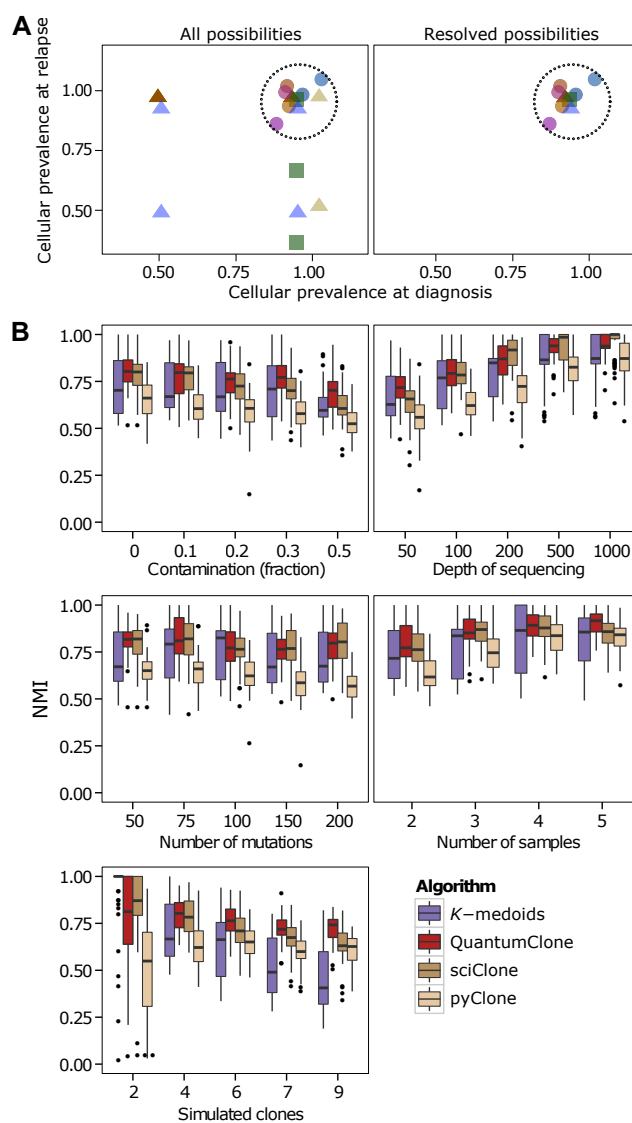 A
All possibilities
Resolved possibilities
Cellular prevalence at relapse
1.00
0.75
0.50
0.50
0.75
1.00
0.50
0.75
1.00
Cellular prevalence at diagnosis
B
1.00
0.75
0.50
0.25
0.00
0
0.1
0.2
0.3
0.5
50
100
200
500
1000
Contamination (fraction)
Depth of sequencing
NMI
1.00
0.75
0.50
0.25
0.00
50
75
100
150
200
2
3
4
5
Number of mutations
Number of samples
1.00
0.75
0.50
0.25
0.00
2
4
6
7
9
Simulated clones
Algorithm
K−medoids
QuantumClone
sciClone
pyClone